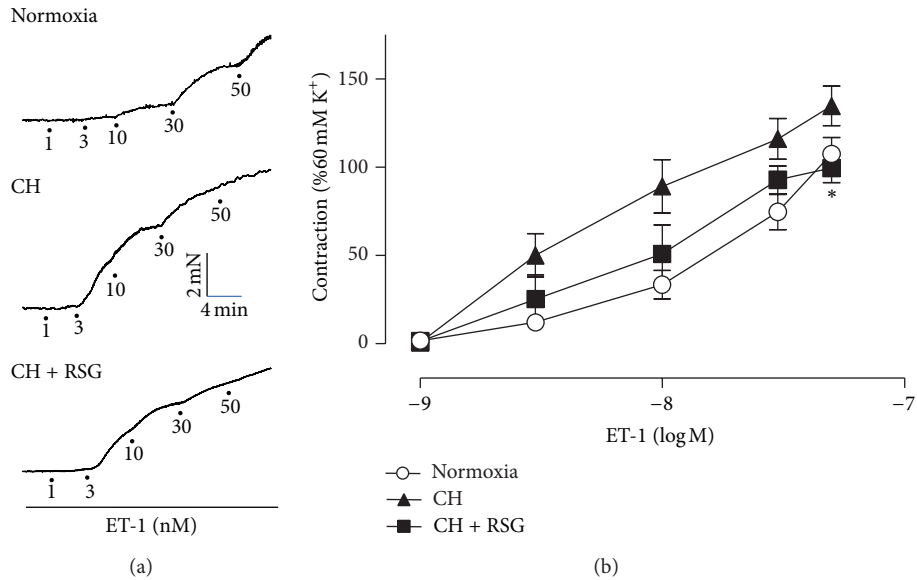 Normoxia
1 3 10 30 50
CH
1 3 10 30 50
2 mN
4 min
CH + RSG
1 3 10 30 50
ET-1 (nM)
(a)
Contraction (%60 mM K⁺)
150
100
50
0
*
−9 −8 −7
ET-1 (log M)
Normoxia
CH
CH + RSG
(b)